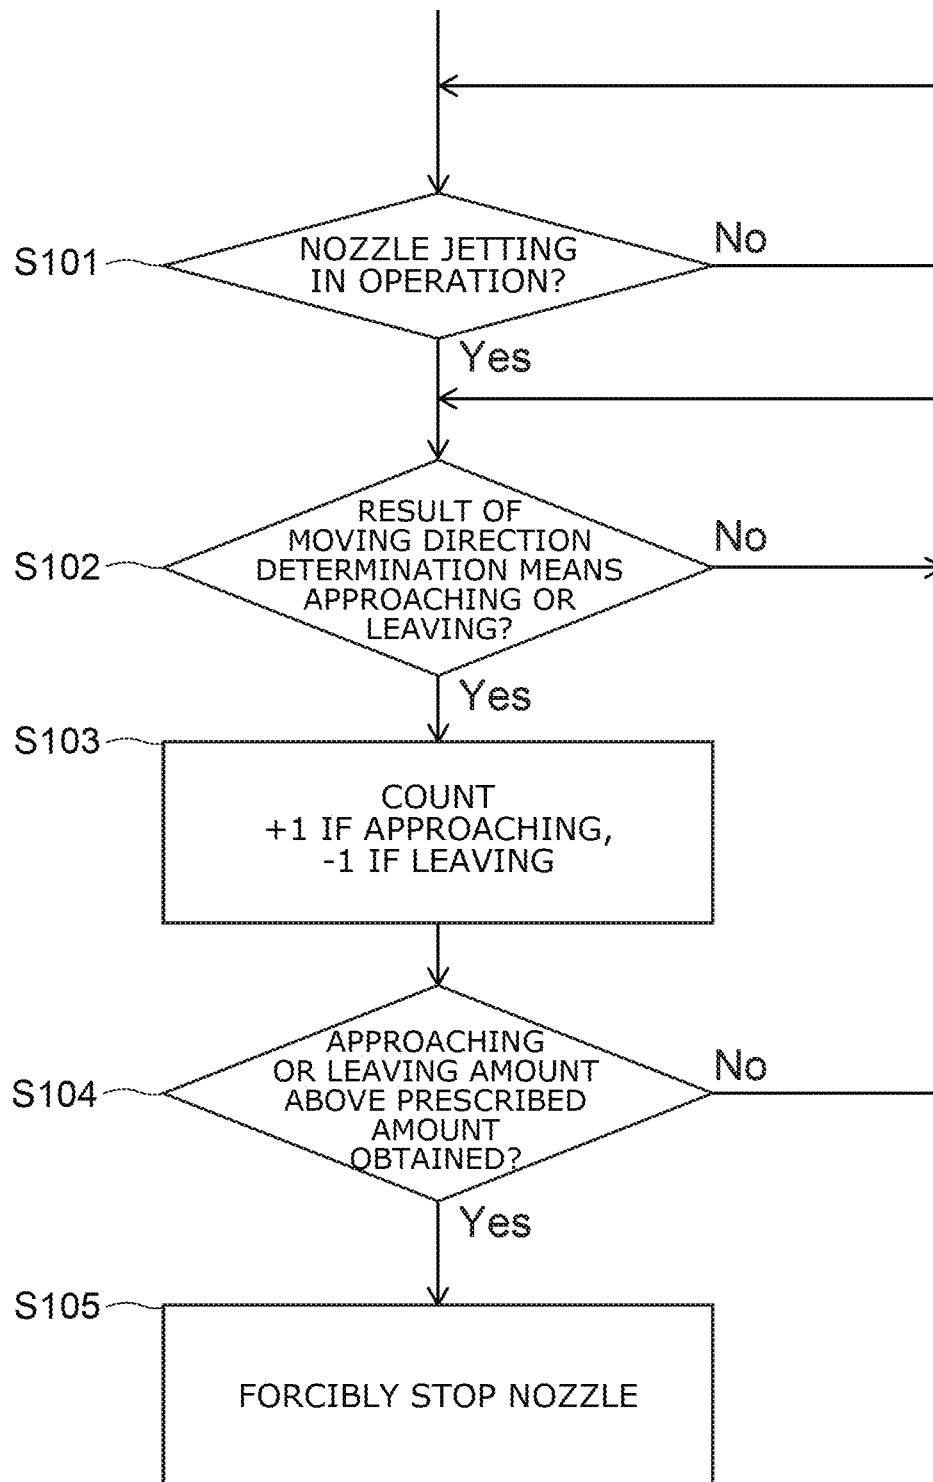 S101
NOZZLE JETTING
IN OPERATION?
No
Yes
S102
RESULT OF
MOVING DIRECTION
DETERMINATION MEANS
APPROACHING OR
LEAVING?
No
Yes
S103
COUNT
+1 IF APPROACHING,
-1 IF LEAVING
S104
APPROACHING
OR LEAVING AMOUNT
ABOVE PRESCRIBED
AMOUNT
OBTAINED?
No
Yes
S105
FORCIBLY STOP NOZZLE